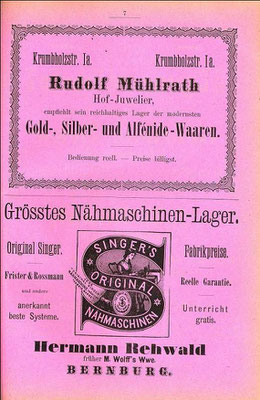 7
Krumbholzstr. 1a. Krumbholzstr. 1a.
Rudolf Mühlrath
Hof-Juwelier,
empfiehlt sein reichhaltiges Lager der modernsten
Gold-, Silber- und Alfénide-Waaren.
Bedienung reell. — Preise billigst.
Grösstes Nähmaschinen-Lager.
Original Singer.
Frister & Rossmann
und andere
anerkannt
beste Systeme.
SINGER'S
ORIGINAL
NÄHMASCHINEN
Fabrikpreise.
Reelle Garantie.
Unterricht
gratis.
Hermann Rehwald
früher M. Wolff's Wwe.
BERNBURG.